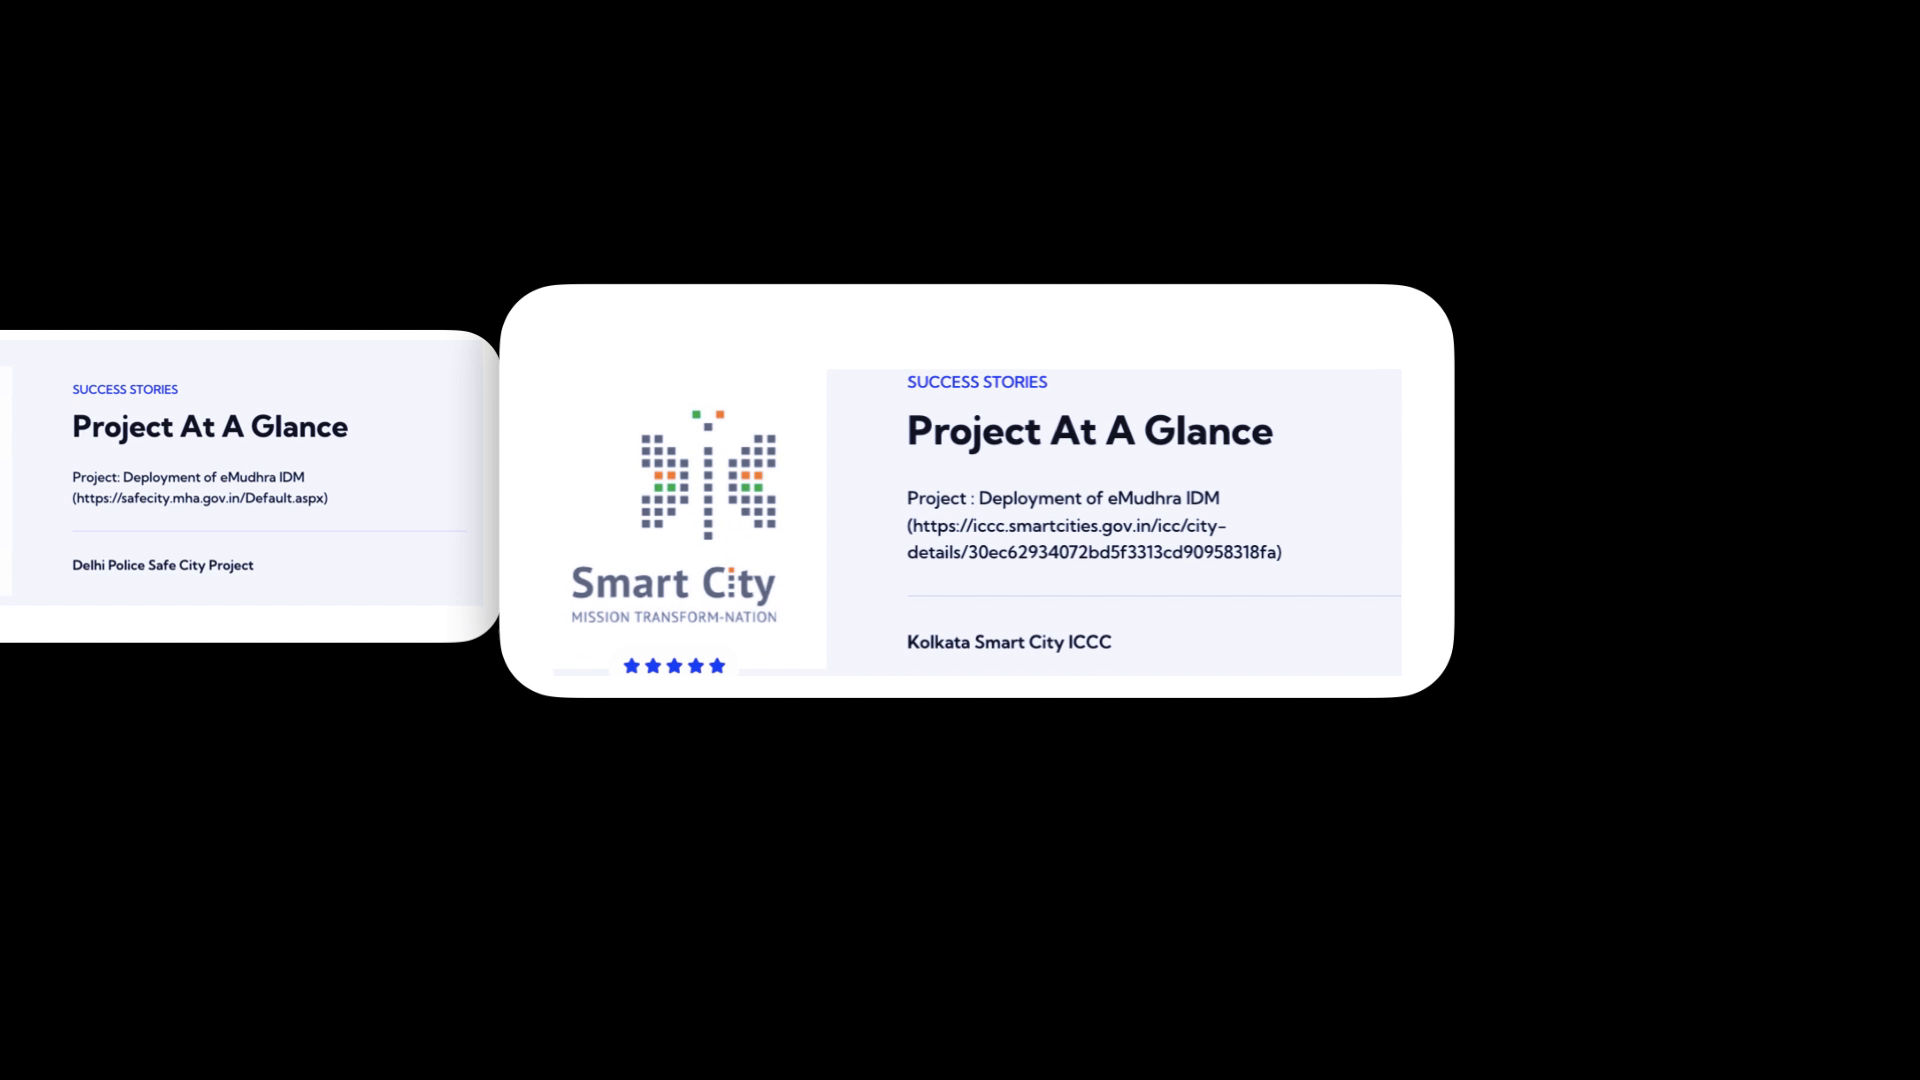 SUCCESS STORIES
Project At A Glance
Project: Deployment of eMudhra IDM
(https://safecity.mha.gov.in/Default.aspx)
Delhi Police Safe City Project
SUCCESS STORIES
Project At A Glance
Project : Deployment of eMudhra IDM
(https://iccc.smartcities.gov.in/icc/city-
details/30ec62934072bd5f3313cd90958318fa)
Kolkata Smart City ICCC
Smart City
MISSION TRANSFORM-NATION